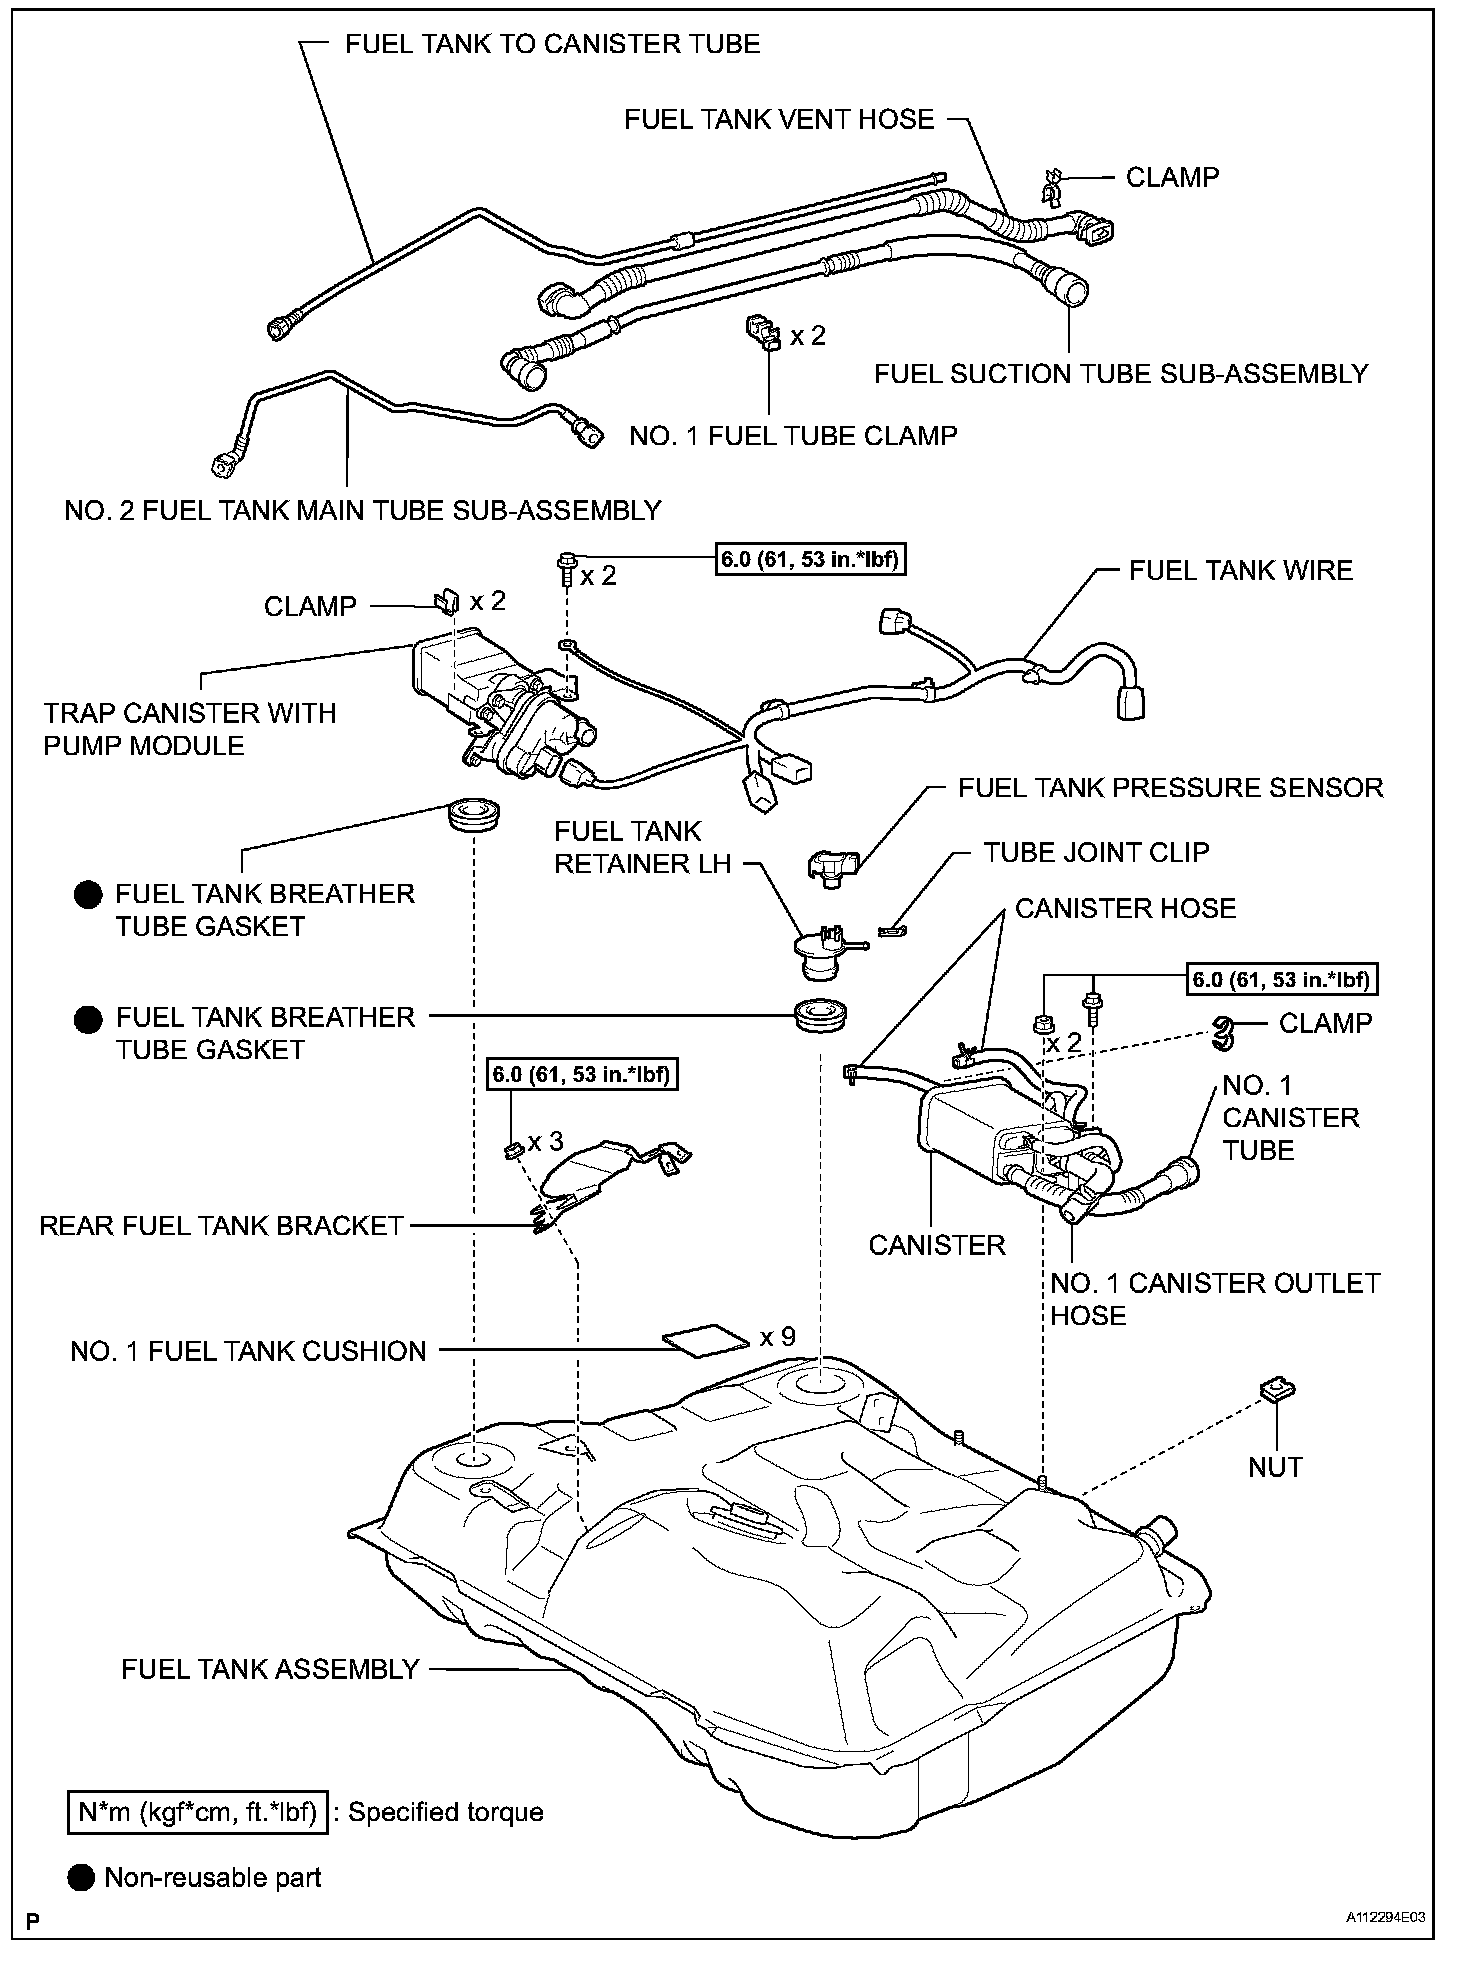 FUEL TANK TO CANISTER TUBE
FUEL TANK VENT HOSE
CLAMP
x 2
FUEL SUCTION TUBE SUB-ASSEMBLY
NO. 1 FUEL TUBE CLAMP
NO. 2 FUEL TANK MAIN TUBE SUB-ASSEMBLY
6.0 (61, 53 in.*lbf)
x 2
FUEL TANK WIRE
CLAMP
x 2
TRAP CANISTER WITH
PUMP MODULE
FUEL TANK PRESSURE SENSOR
FUEL TANK
RETAINER LH
TUBE JOINT CLIP
FUEL TANK BREATHER
TUBE GASKET
CANISTER HOSE
6.0 (61, 53 in.*lbf)
FUEL TANK BREATHER
TUBE GASKET
CLAMP
x 2
6.0 (61, 53 in.*lbf)
NO. 1
CANISTER
TUBE
x 3
REAR FUEL TANK BRACKET
CANISTER
NO. 1 CANISTER OUTLET
HOSE
NO. 1 FUEL TANK CUSHION
x 9
NUT
FUEL TANK ASSEMBLY
N*m (kgf*cm, ft.*lbf) : Specified torque
Non-reusable part
P
A112294E03